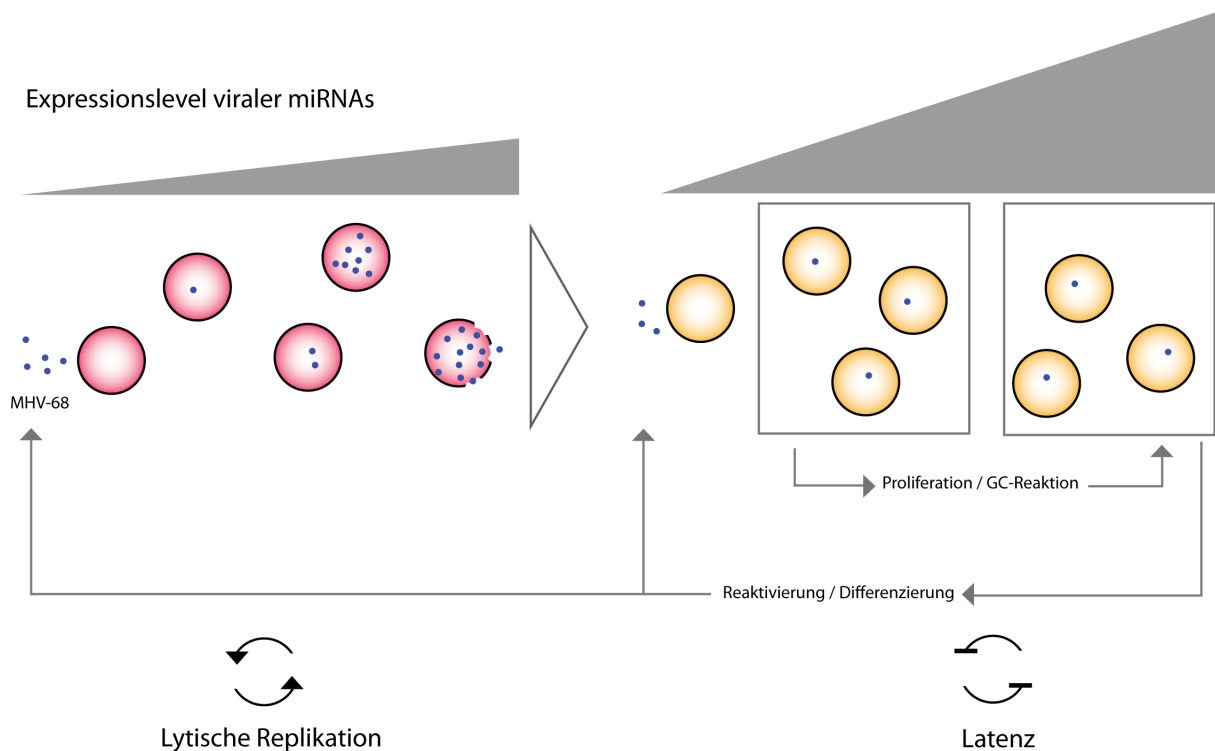 Expressionslevel viraler miRNAs
MHV-68
Proliferation / GC-Reaktion
Reaktivierung / Differenzierung
Lytische Replikation
Latenz